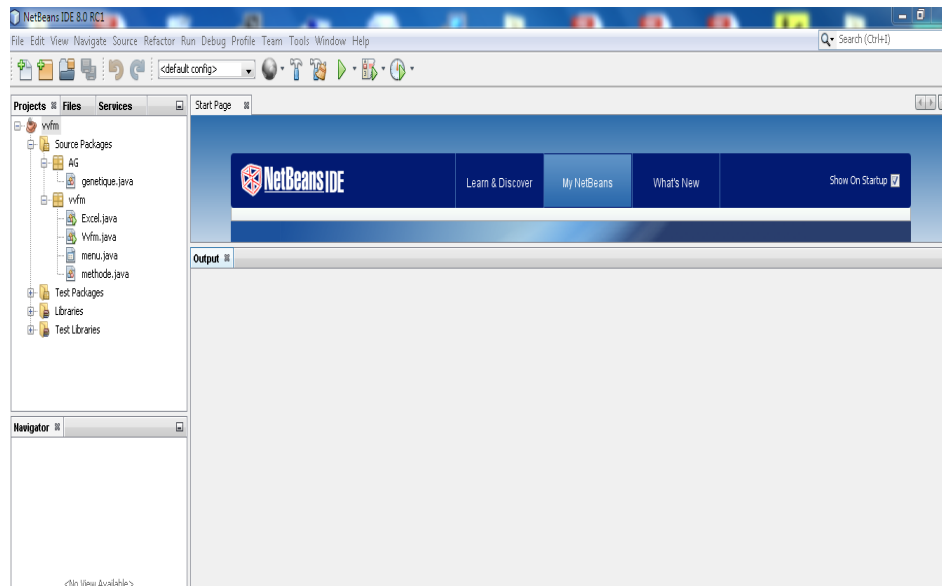 NetBeans IDE 8.0 RC1
File Edit View Navigate Source Refactor Run Debug Profile Team Tools Window Help
Search (Ctrl+I)
<default config>
Projects Files Services
Start Page
vvfm
Source Packages
AG
genetique.java
vvfm
Excel.java
Vvfm.java
menu.java
methode.java
Test Packages
Libraries
Test Libraries
NetBeans IDE
Learn & Discover
My NetBeans
What's New
Show On Startup
Output
Navigator
<No View Available>